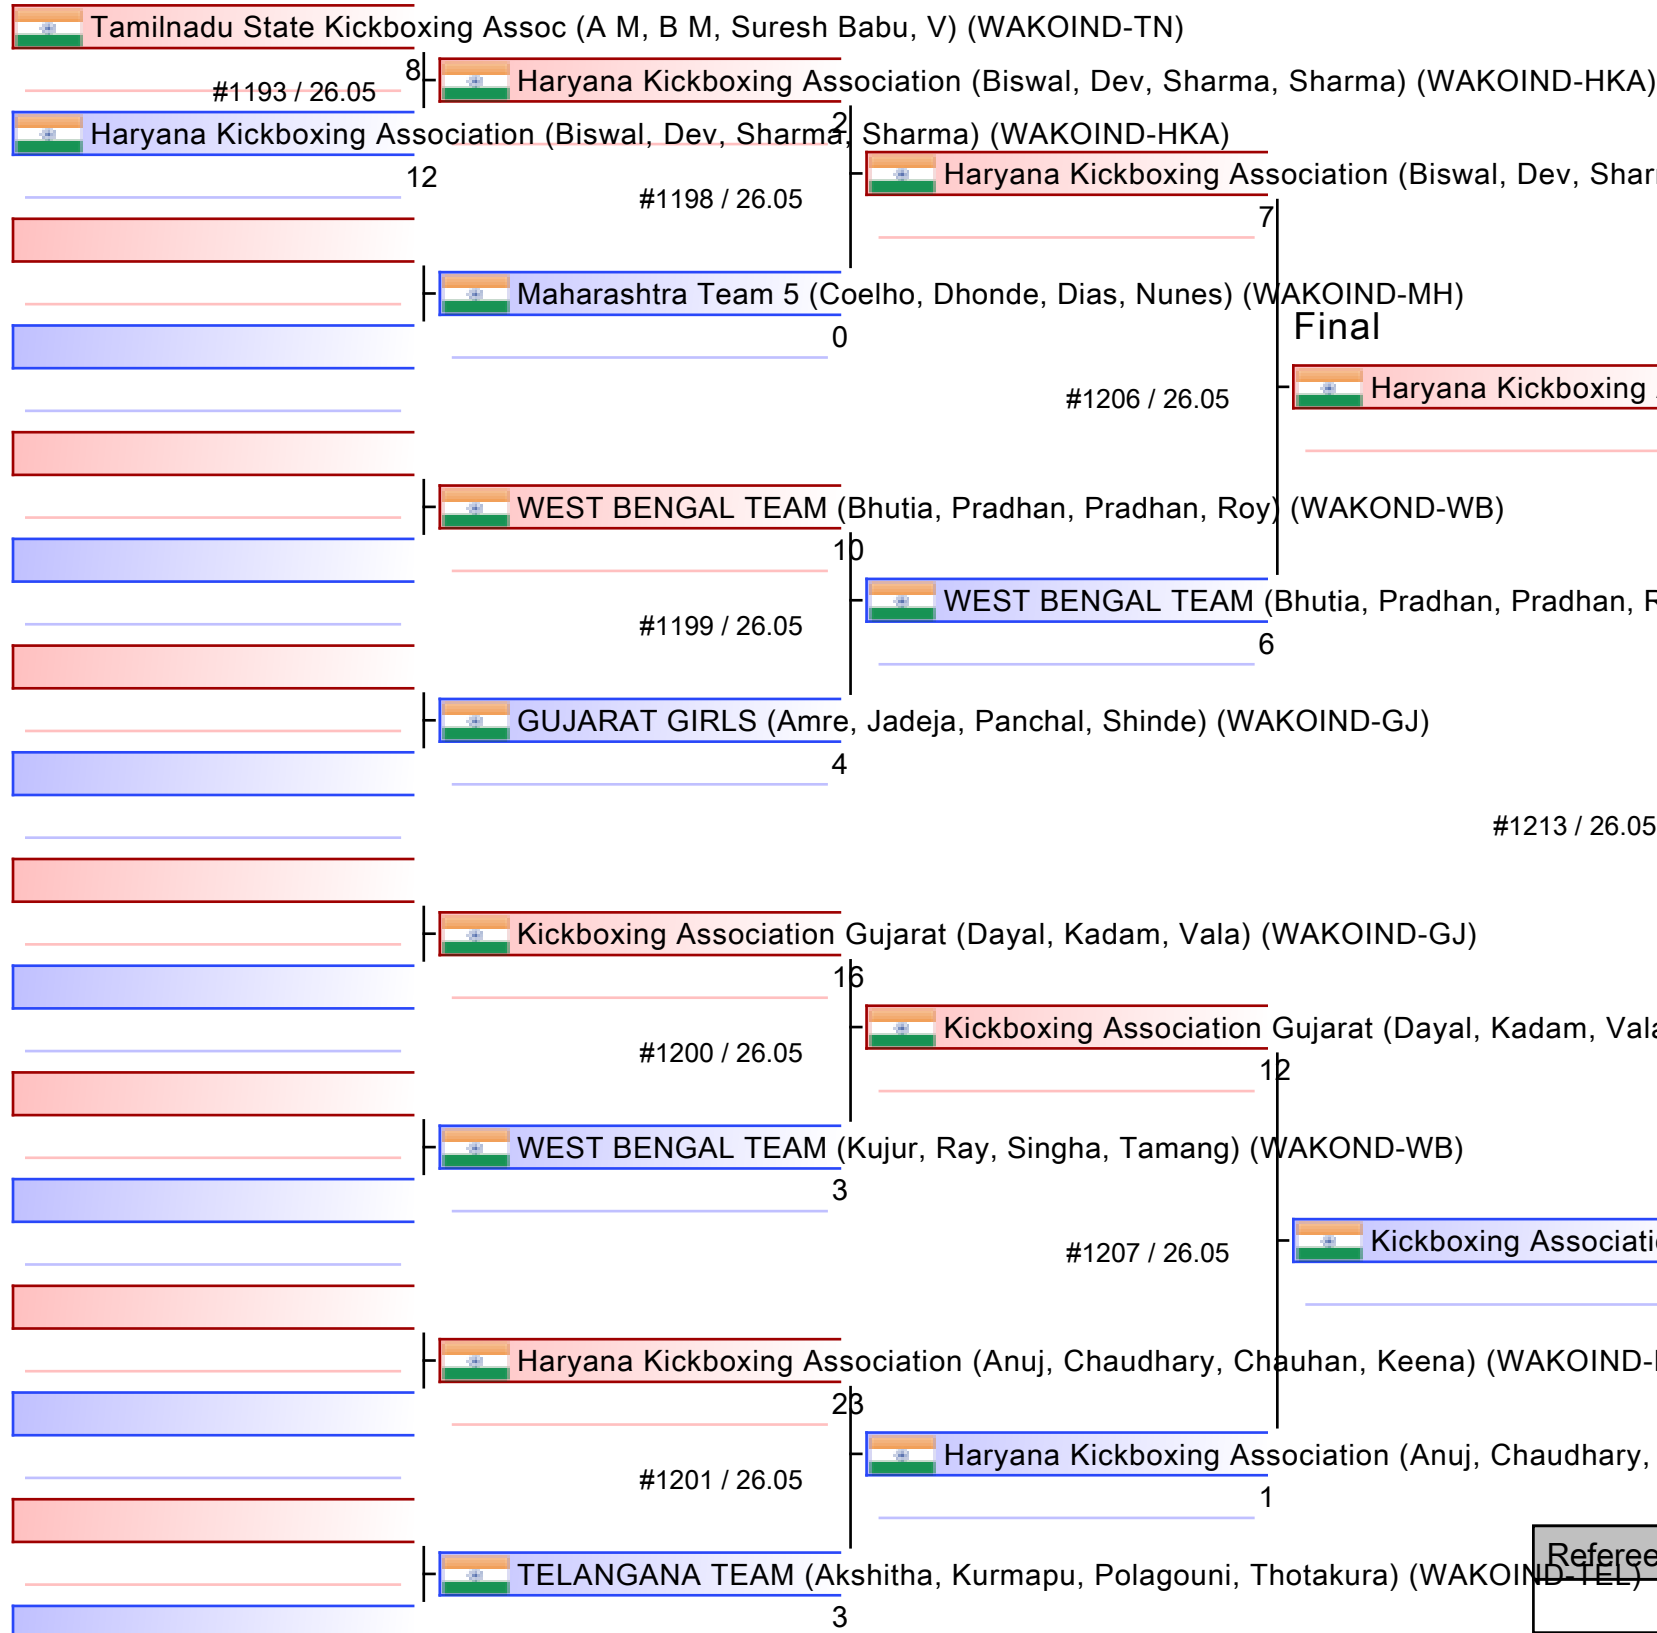 Tamilnadu State Kickboxing Assoc (A M, B M, Suresh Babu, V) (WAKOIND-TN)
8
Haryana Kickboxing Association (Biswal, Dev, Sharma, Sharma) (WAKOIND-HKA)
#1193 / 26.05
2
Haryana Kickboxing Association (Biswal, Dev, Sharma, Sharma) (WAKOIND-HKA)
12
Haryana Kickboxing Association (Biswal, Dev,
#1198 / 26.05
7
Maharashtra Team 5 (Coelho, Dhonde, Dias, Nunes) (WAKOIND-MH)
0
Final
Haryana Kickboxing
#1206 / 26.05
WEST BENGAL TEAM (Bhutia, Pradhan, Pradhan, Roy) (WAKOND-WB)
10
WEST BENGAL TEAM (Bhutia, Pradhan, Pradhan,
#1199 / 26.05
6
GUJARAT GIRLS (Amre, Jadeja, Panchal, Shinde) (WAKOIND-GJ)
4
#1213 / 26.05
Kickboxing Association Gujarat (Dayal, Kadam, Vala) (WAKOIND-GJ)
16
Kickboxing Association Gujarat (Dayal, Kadam, Vala
#1200 / 26.05
12
WEST BENGAL TEAM (Kujur, Ray, Singha, Tamang) (WAKOND-WB)
3
#1207 / 26.05
Kickboxing
Haryana Kickboxing Association (Anuj, Chaudhary, Chauhan, Keena) (WAKOIND-
23
Haryana Kickboxing Association (Anuj, Chaudhary,
#1201 / 26.05
1
Referee
TELANGANA TEAM (Akshitha, Kurmapu, Polagouni, Thotakura) (WAKOIND-TEL)
3